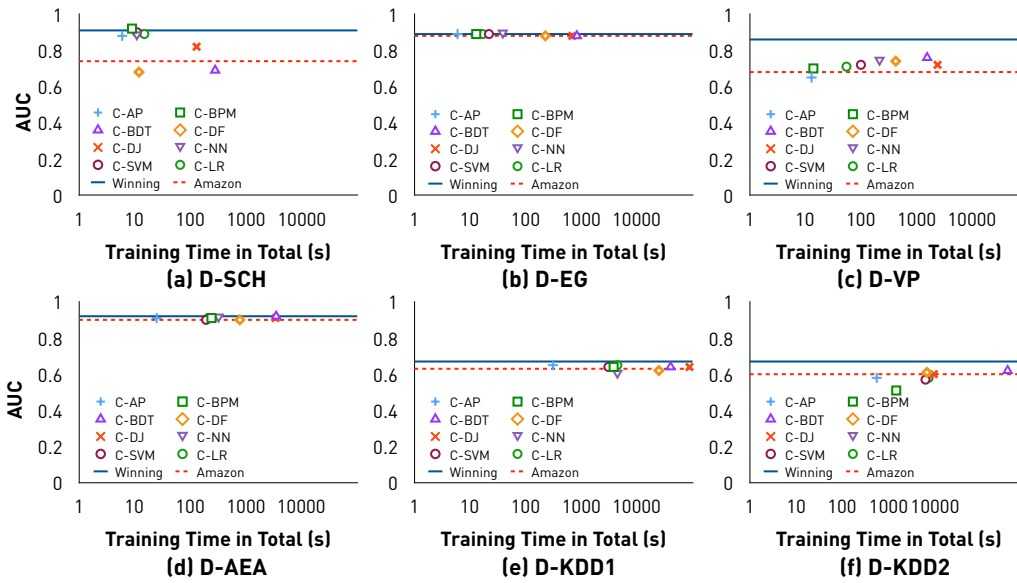 AUC
1
0.8
0.6
0.4
0.2
0
C-AP C-BPM
C-BDT C-DF
C-DJ C-NN
C-SVM C-LR
Winning Amazon
1 10 100 1000 10000
Training Time in Total (s)
(a) D-SCH
1
0.8
0.6
0.4
0.2
0
C-AP C-BPM
C-BDT C-DF
C-DJ C-NN
C-SVM C-LR
Winning Amazon
1 10 100 1000 10000
Training Time in Total (s)
(b) D-EG
1
0.8
0.6
0.4
0.2
0
C-AP C-BPM
C-BDT C-DF
C-DJ C-NN
C-SVM C-LR
Winning Amazon
1 10 100 1000 10000
Training Time in Total (s)
(c) D-VP
AUC
1
0.8
0.6
0.4
0.2
0
C-AP C-BPM
C-BDT C-DF
C-DJ C-NN
C-SVM C-LR
Winning Amazon
1 10 100 1000 10000
Training Time in Total (s)
(d) D-AEA
1
0.8
0.6
0.4
0.2
0
C-AP C-BPM
C-BDT C-DF
C-DJ C-NN
C-SVM C-LR
Winning Amazon
1 10 100 1000 10000
Training Time in Total (s)
(e) D-KDD1
1
0.8
0.6
0.4
0.2
0
C-AP C-BPM
C-BDT C-DF
C-DJ C-NN
C-SVM C-LR
Winning Amazon
1 10 100 1000 10000
Training Time in Total (s)
(f) D-KDD2